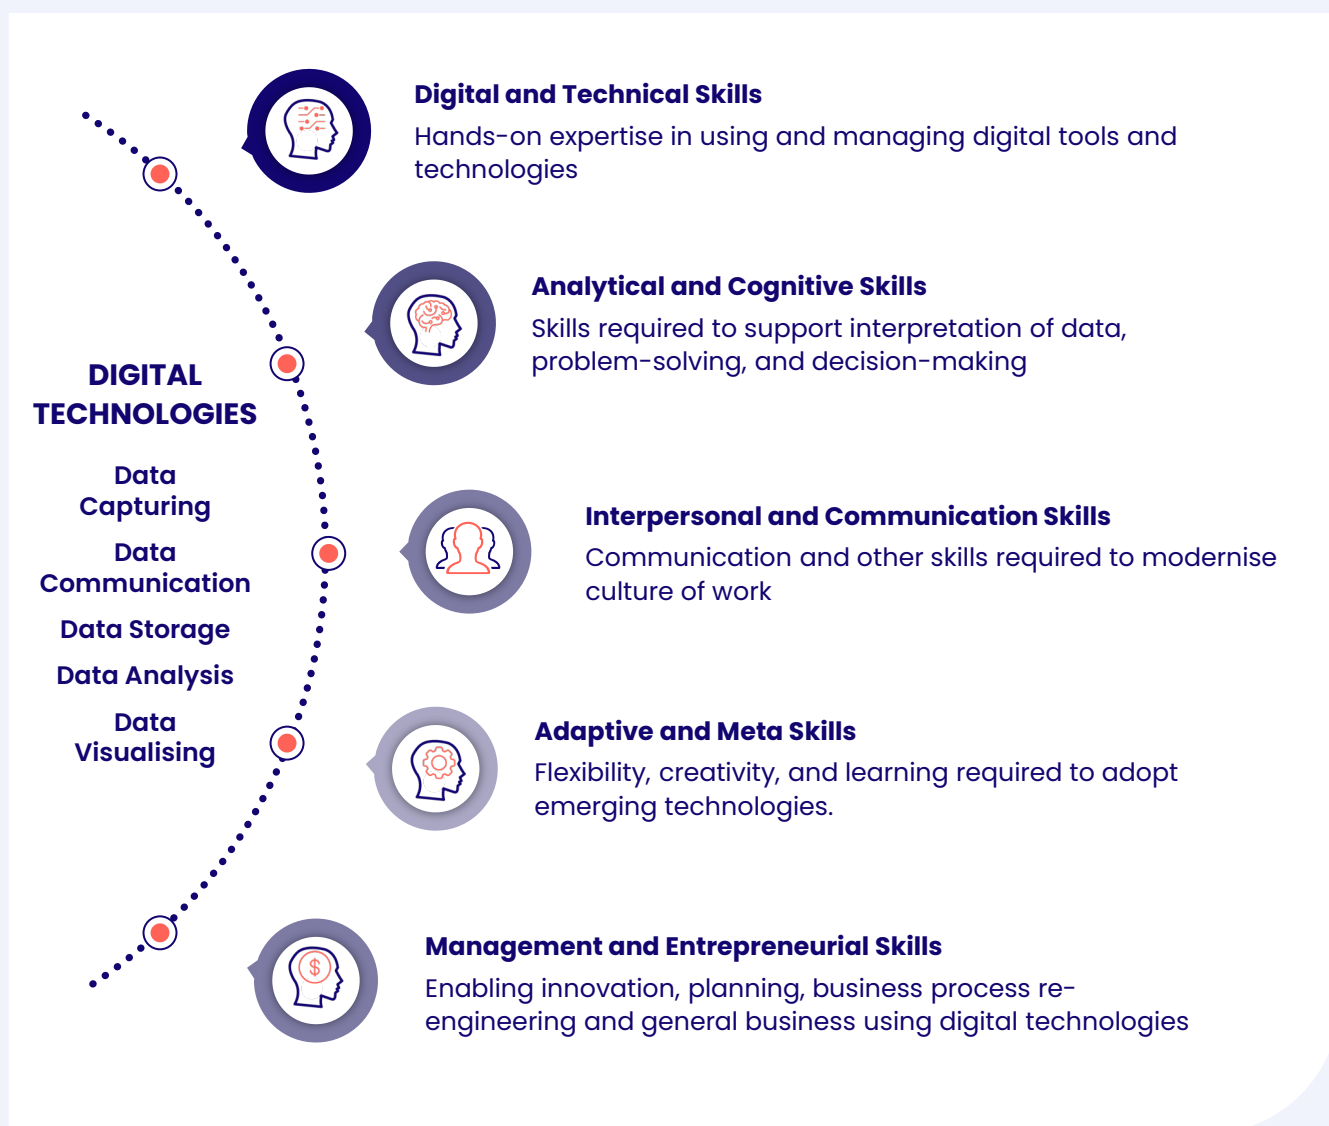 DIGITAL
TECHNOLOGIES
Data
Capturing
Data
Communication
Data Storage
Data Analysis
Data
Visualising
Digital and Technical Skills
Hands-on expertise in using and managing digital tools and
technologies
Analytical and Cognitive Skills
Skills required to support interpretation of data,
problem-solving, and decision-making
Interpersonal and Communication Skills
Communication and other skills required to modernise
culture of work
Adaptive and Meta Skills
Flexibility, creativity, and learning required to adopt
emerging technologies.
$
Management and Entrepreneurial Skills
Enabling innovation, planning, business process re-
engineering and general business using digital technologies